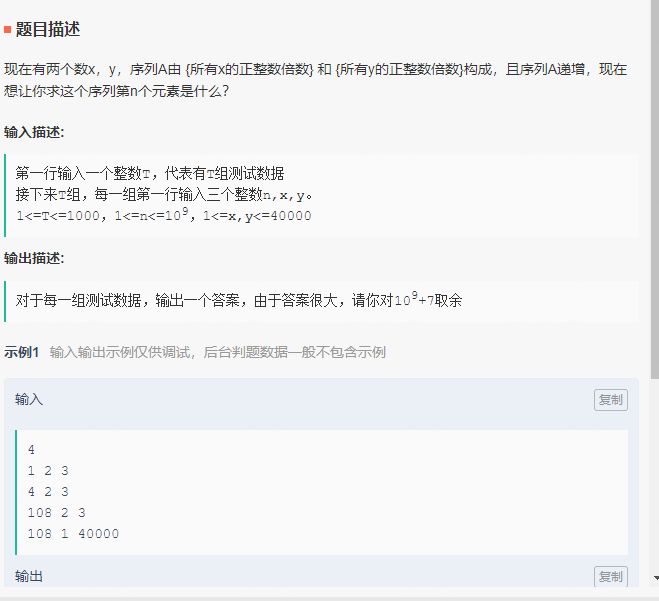 题目描述
现在有两个数x，y，序列A由 {所有x的正整数倍数} 和 {所有y的正整数倍数}构成，且序列A递增，现在
想让你求这个序列第n个元素是什么？
输入描述:
第一行输入一个整数T，代表有T组测试数据
接下来T组，每一组第一行输入三个整数n,x,y。
1<=T<=1000，1<=n<=10⁹，1<=x,y<=40000
输出描述:
对于每一组测试数据，输出一个答案，由于答案很大，请你对10⁹+7取余
示例1 输入输出示例仅供调试，后台判题数据一般不包含示例
输入 复制
4
1 2 3
4 2 3
108 2 3
108 1 40000
输出 复制